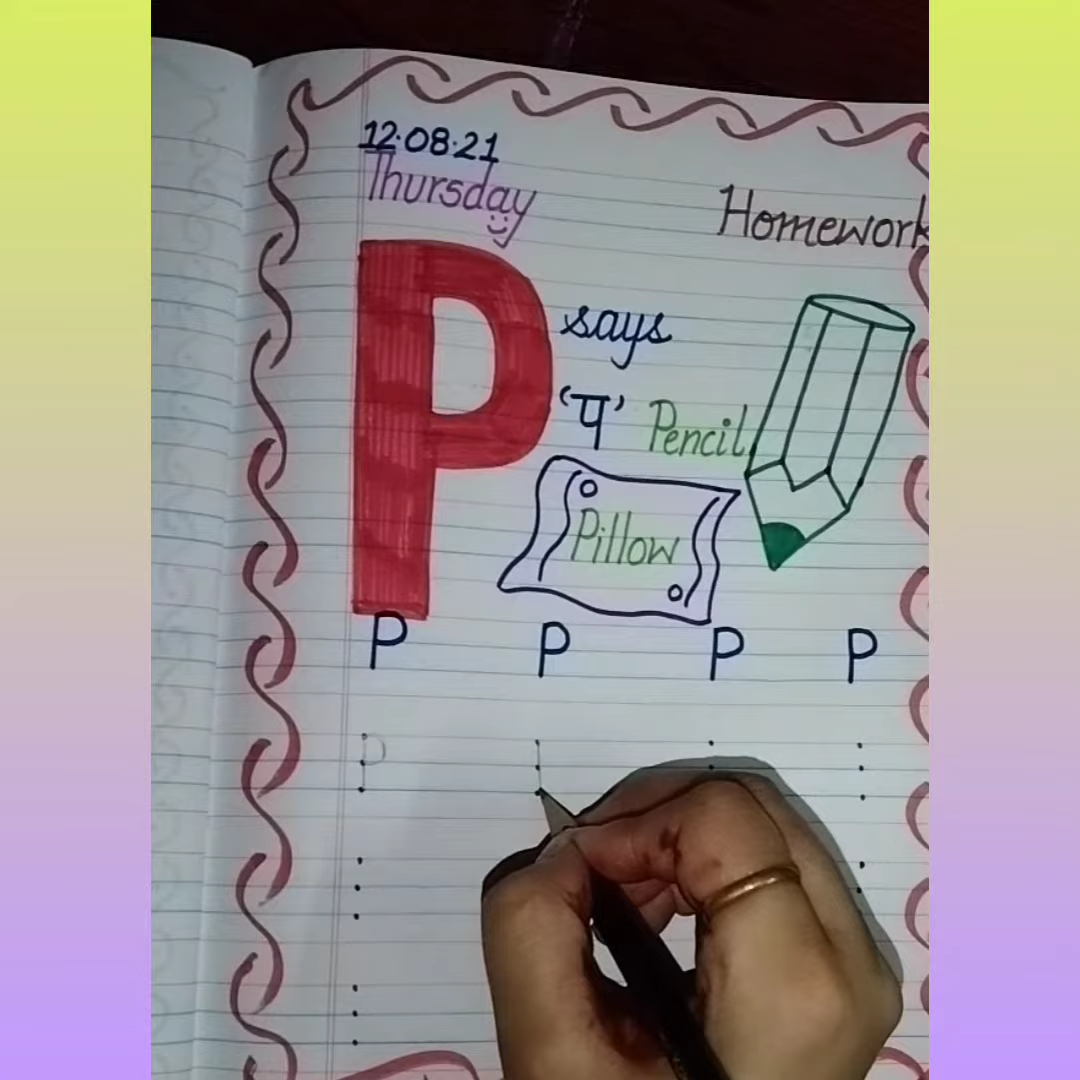 12.08.21
Thursday
Homework
P says
'प' Pencil
Pillow
P P P P
P